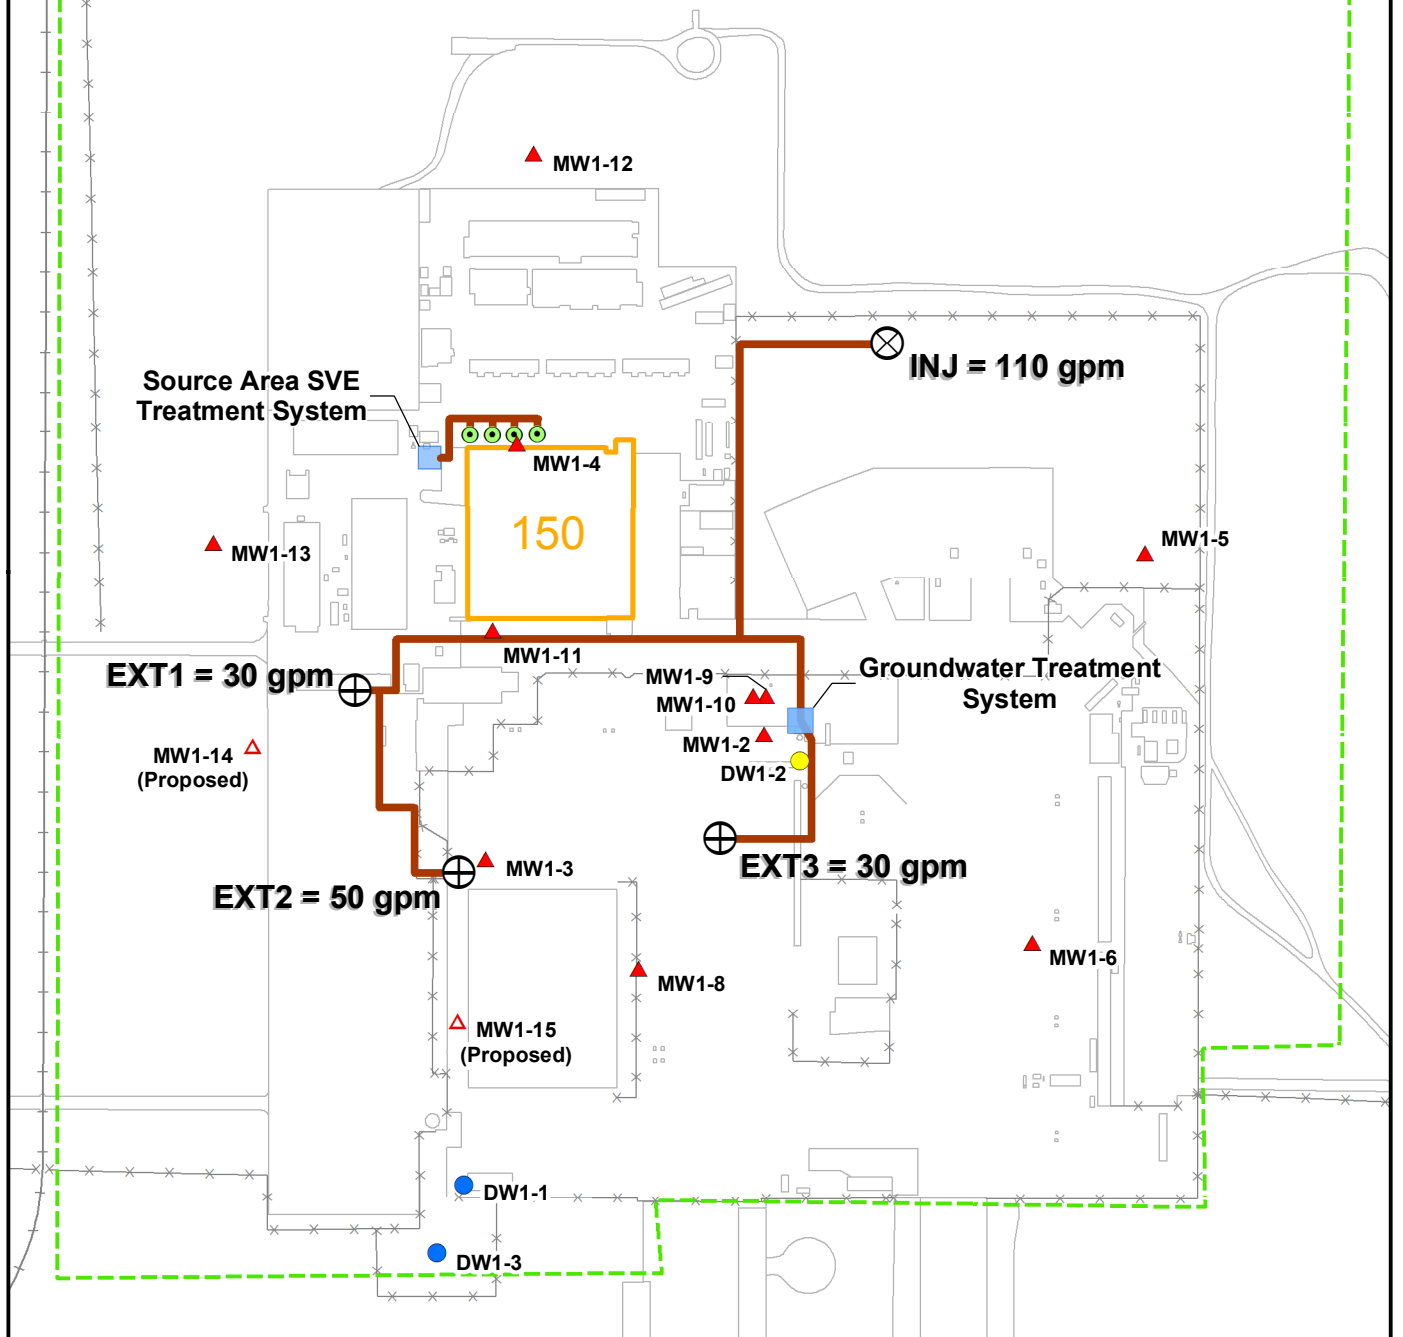 MW1-12
INJ = 110 gpm
Source Area SVE
Treatment System
MW1-4
150
MW1-5
MW1-13
MW1-11
Groundwater Treatment
System
EXT1 = 30 gpm
MW1-9
MW1-10
MW1-2
MW1-14
(Proposed)
DW1-2
EXT3 = 30 gpm
MW1-3
EXT2 = 50 gpm
MW1-6
MW1-8
MW1-15
(Proposed)
DW1-1
DW1-3